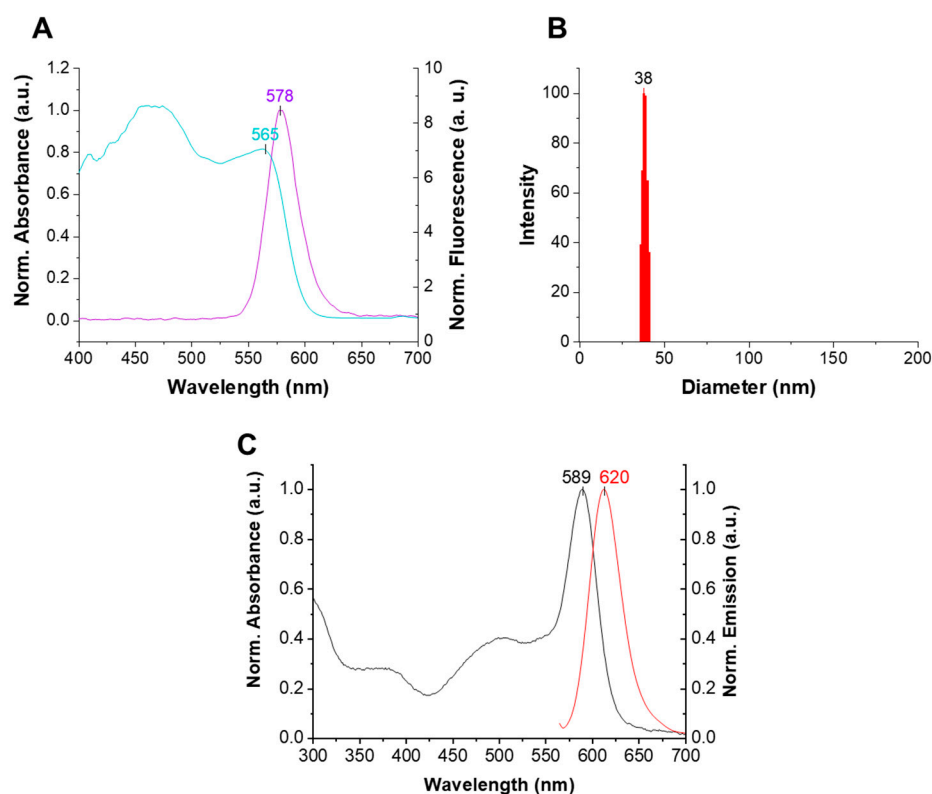 A
B
1.2
1.0
0.8
0.6
0.4
0.2
0.0
Norm. Absorbance (a.u.)
565
578
10
8
6
4
2
0
Norm. Fluorescence (a. u.)
400 450 500 550 600 650 700
Wavelength (nm)
100
80
60
40
20
0
Intensity
38
0 50 100 150 200
Diameter (nm)
C
1.0
0.8
0.6
0.4
0.2
0.0
Norm. Absorbance (a.u.)
589 620
1.0
0.8
0.6
0.4
0.2
0.0
Norm. Emission (a.u.)
300 350 400 450 500 550 600 650 700
Wavelength (nm)